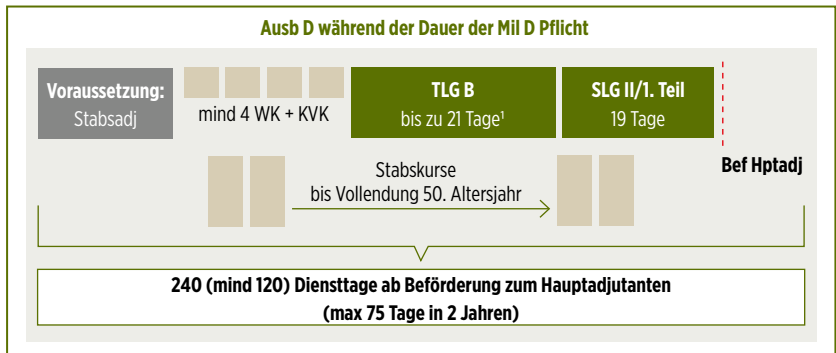 Ausb D während der Dauer der Mil D Pflicht
Voraussetzung:
Stabsadj
mind 4 WK + KVK
TLG B
bis zu 21 Tage¹
SLG II/1. Teil
19 Tage
Bef Hptadj
Stabskurse
bis Vollendung 50. Altersjahr
240 (mind 120) Diensttage ab Beförderung zum Hauptadjutanten
(max 75 Tage in 2 Jahren)